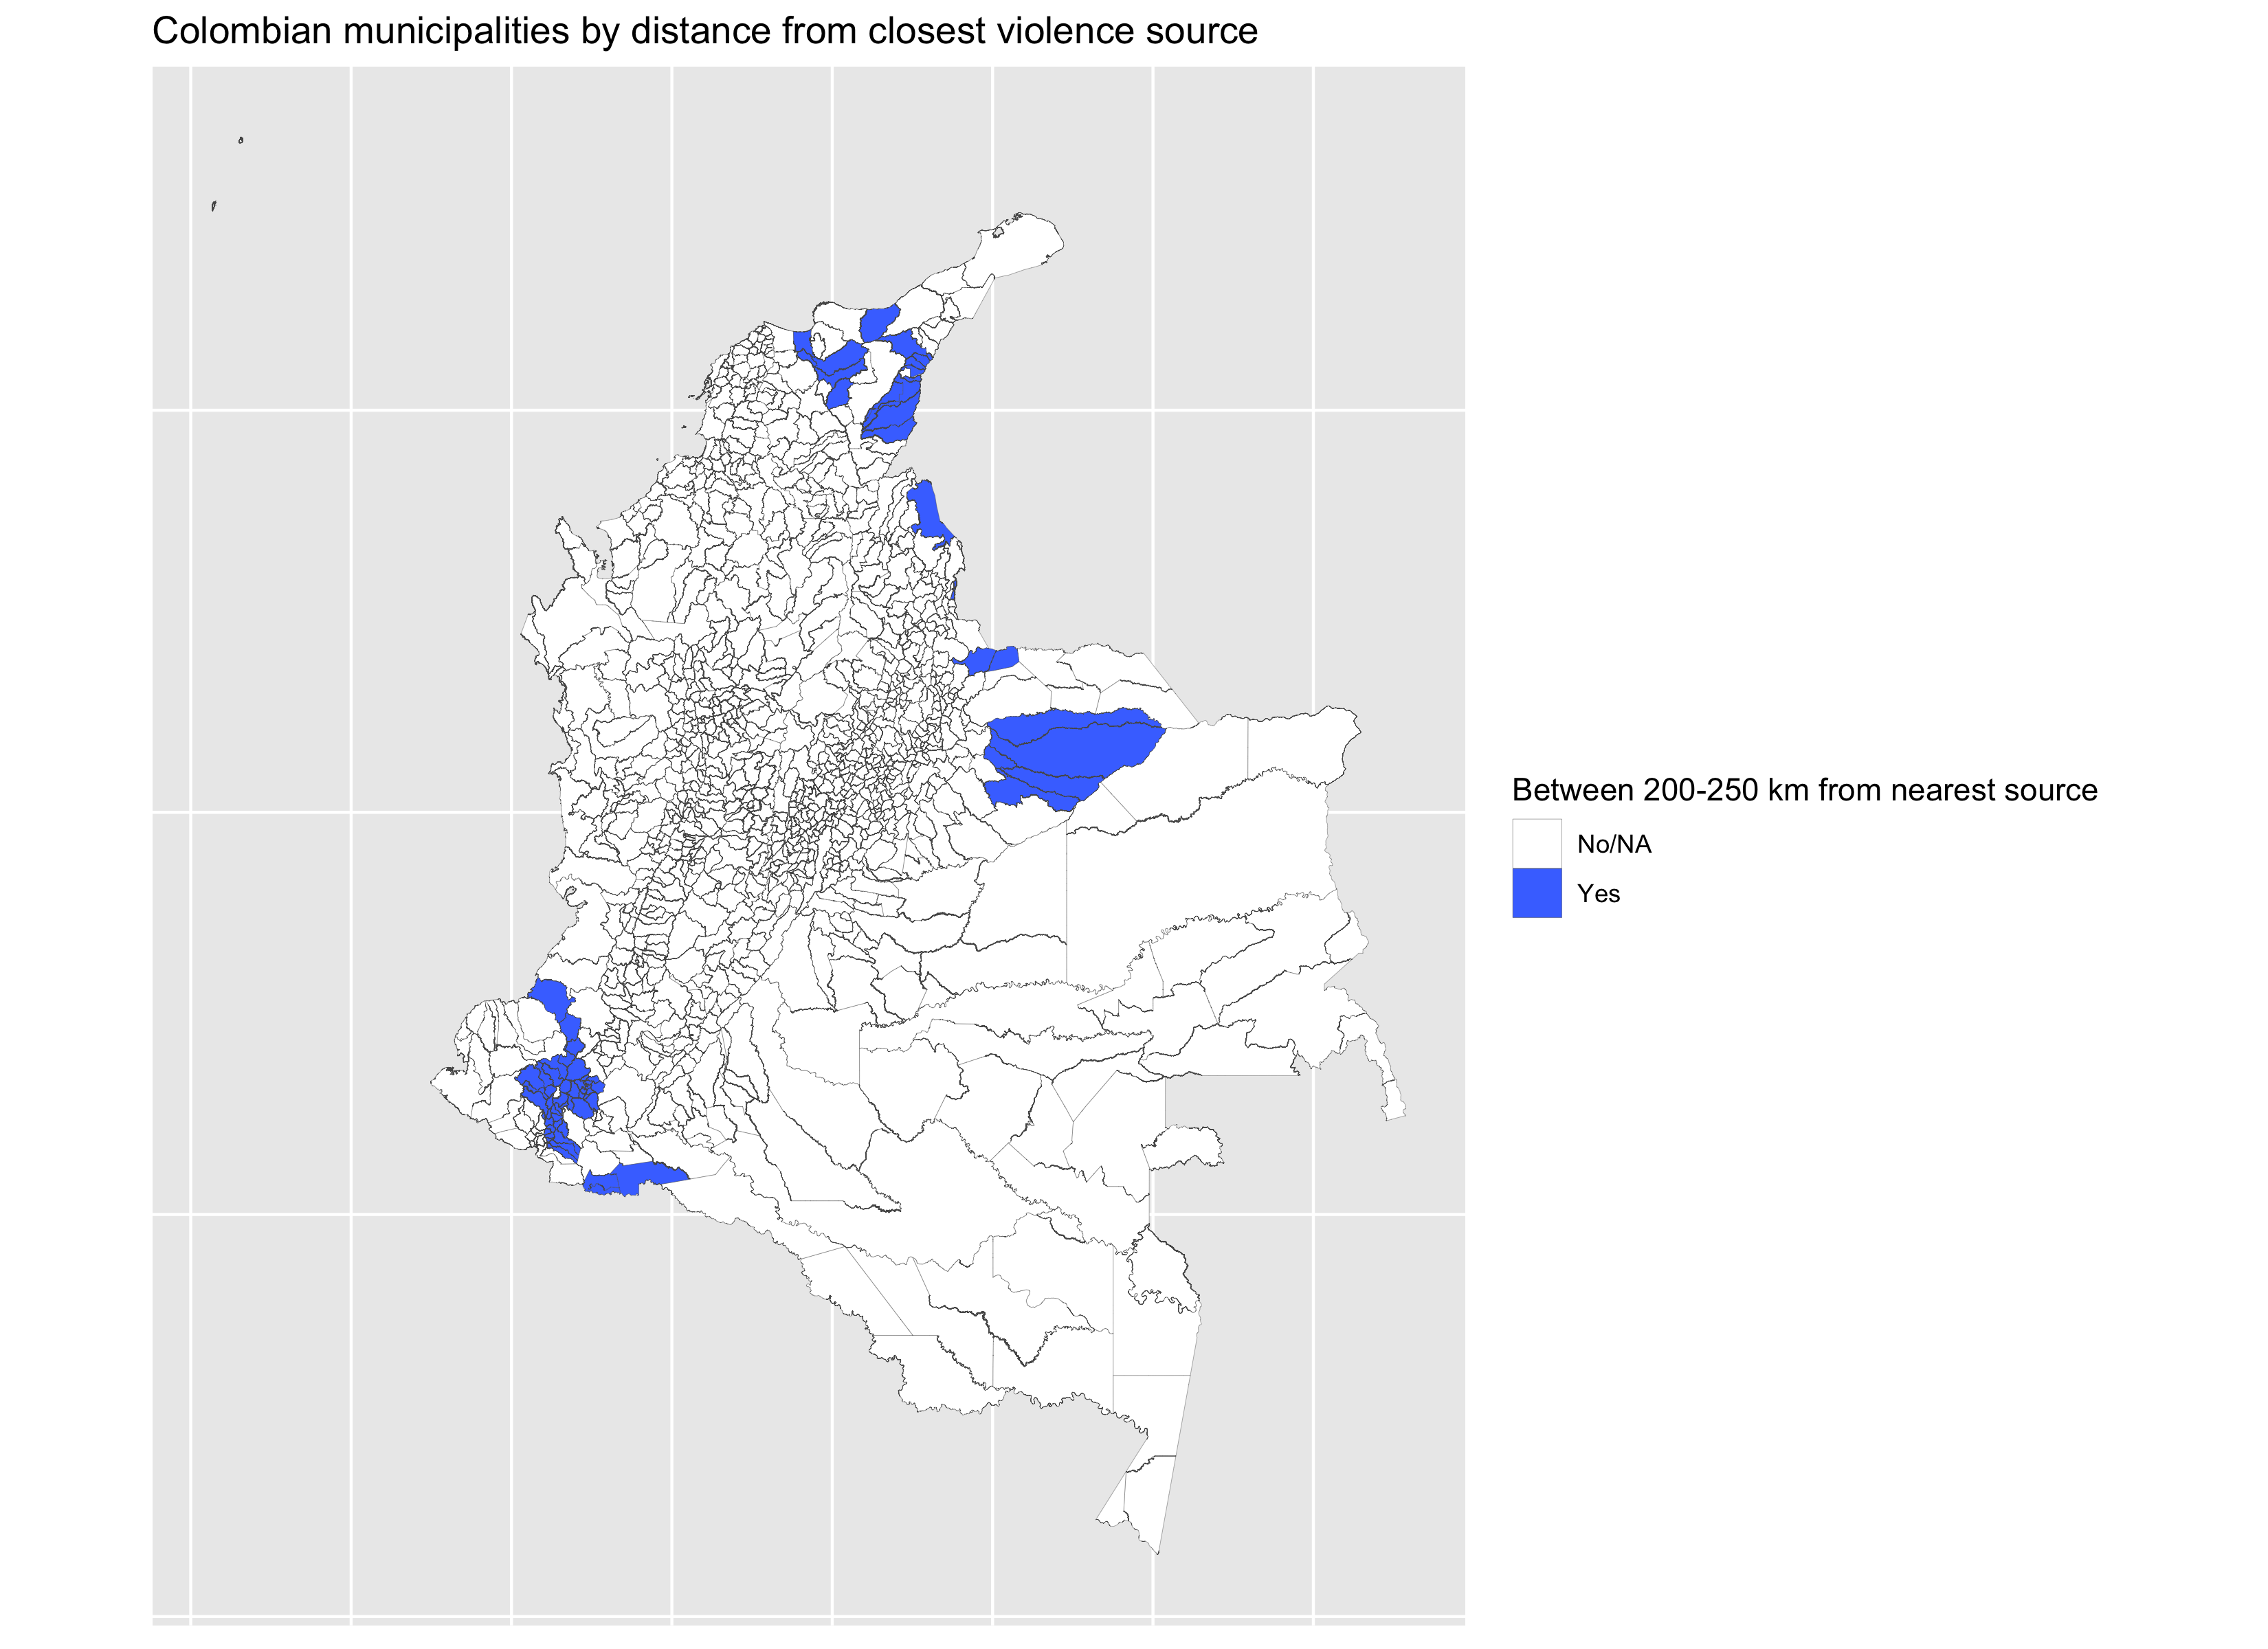 Colombian municipalities by distance from closest violence source
Between 200-250 km from nearest source
No/NA
Yes